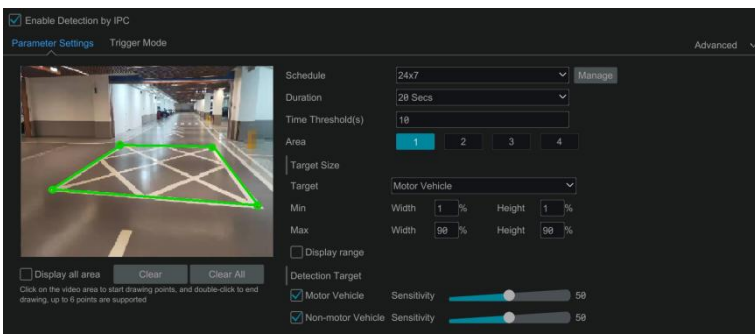 Enable Detection by IPC
Parameter Settings Trigger Mode Advanced
Schedule 24x7 Manage
Duration 20 Secs
Time Threshold(s) 10
Area 1 2 3 4
Target Size
Target Motor Vehicle
Min Width 1 % Height 1 %
Max Width 90 % Height 90 %
Display range
Display all area Clear Clear All
Click on the video area to start drawing points, and double-click to end
drawing, up to 6 points are supported
Detection Target
Motor Vehicle Sensitivity 50
Non-motor Vehicle Sensitivity 50